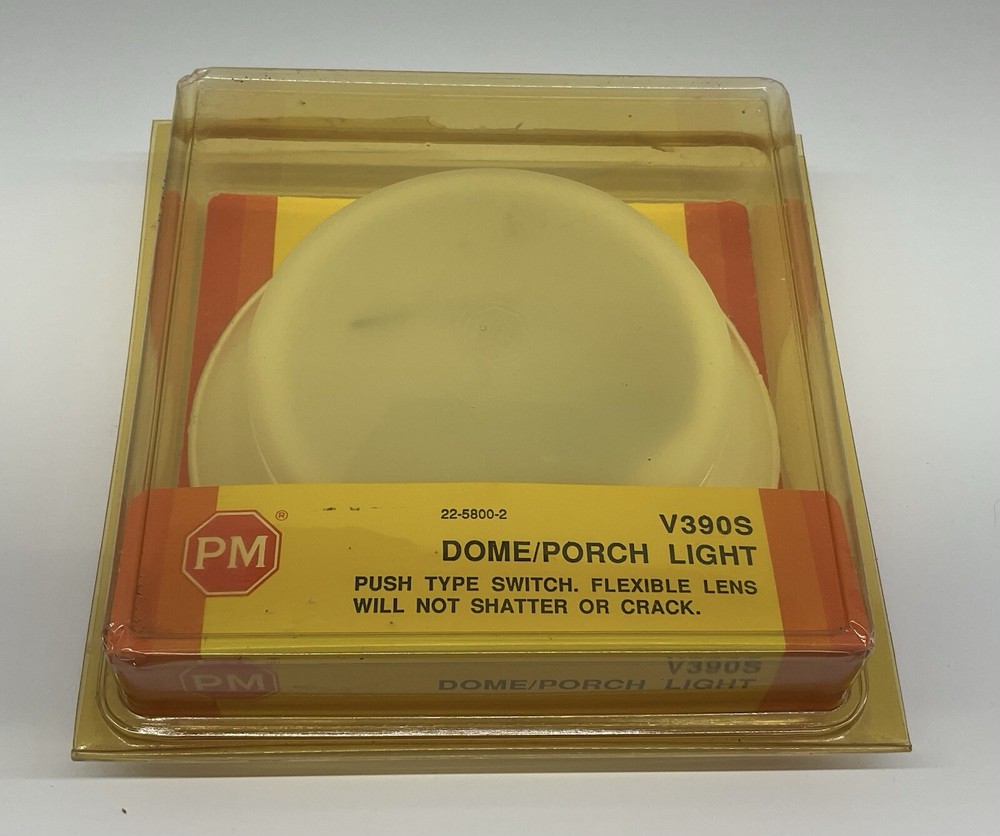 PM®
22-5800-2
V390S
DOME/PORCH LIGHT
PUSH TYPE SWITCH. FLEXIBLE LENS
WILL NOT SHATTER OR CRACK.
PM
V390S
DOME/PORCH LIGHT